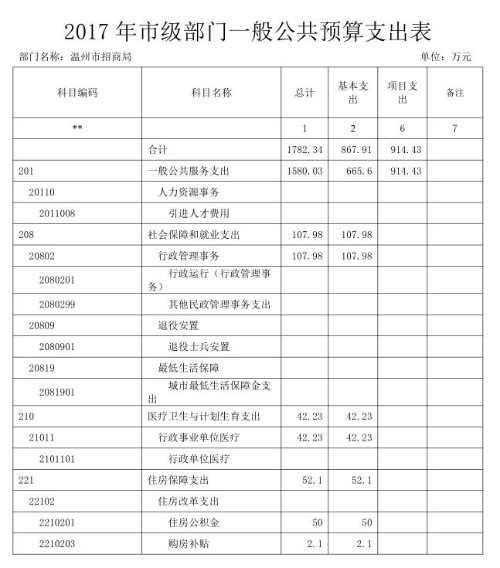 2017 年市级部门一般公共预算支出表
部门名称：温州市招商局 单位：万元
科目编码 科目名称 总计 基本支出 项目支出 备注
** 1 2 6 7
合计 1782.34 867.91 914.43
201 一般公共服务支出 1580.03 665.6 914.43
20110 人力资源事务
2011008 引进人才费用
208 社会保障和就业支出 107.98 107.98
20802 行政管理事务 107.98 107.98
2080201 行政运行（行政管理事务）
2080299 其他民政管理事务支出
20809 退役安置
2080901 退役士兵安置
20819 最低生活保障
2081901 城市最低生活保障金支出
210 医疗卫生与计划生育支出 42.23 42.23
21011 行政事业单位医疗 42.23 42.23
2101101 行政单位医疗
221 住房保障支出 52.1 52.1
22102 住房改革支出
2210201 住房公积金 50 50
2210203 购房补贴 2.1 2.1